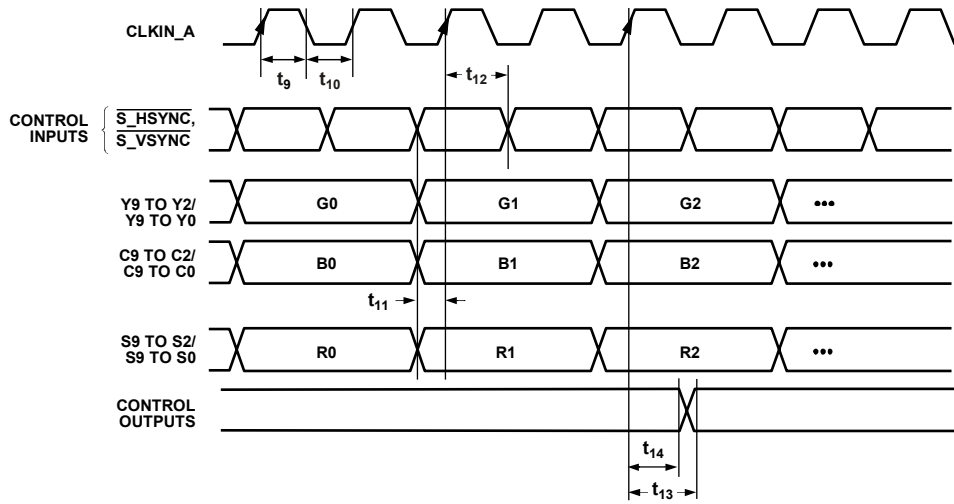 CLKIN_A
t9
t10
t12
CONTROL
INPUTS
S_HSYNC,
S_VSYNC
Y9 TO Y2/
Y9 TO Y0
G0
G1
G2
•••
C9 TO C2/
C9 TO C0
B0
B1
B2
•••
t11
S9 TO S2/
S9 TO S0
R0
R1
R2
•••
CONTROL
OUTPUTS
t14
t13